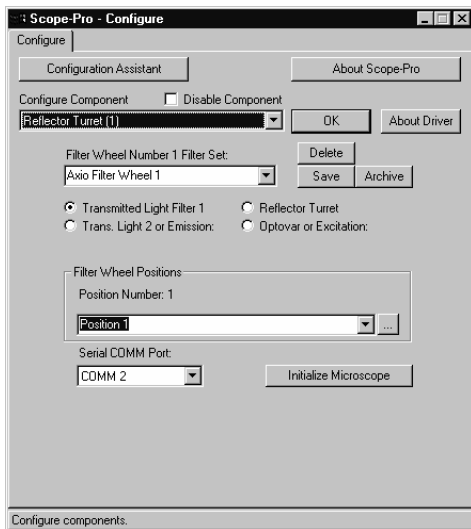 Scope-Pro - Configure
Configure
Configuration Assistant
About Scope-Pro
Configure Component
Disable Component
Reflector Turret (1)
OK
About Driver
Filter Wheel Number 1 Filter Set:
Delete
Axio Filter Wheel 1
Save
Archive
Transmitted Light Filter 1
Reflector Turret
Trans. Light 2 or Emission:
Optovar or Excitation:
Filter Wheel Positions
Position Number: 1
Position 1
...
Serial COMM Port:
COMM 2
Initialize Microscope
Configure components.